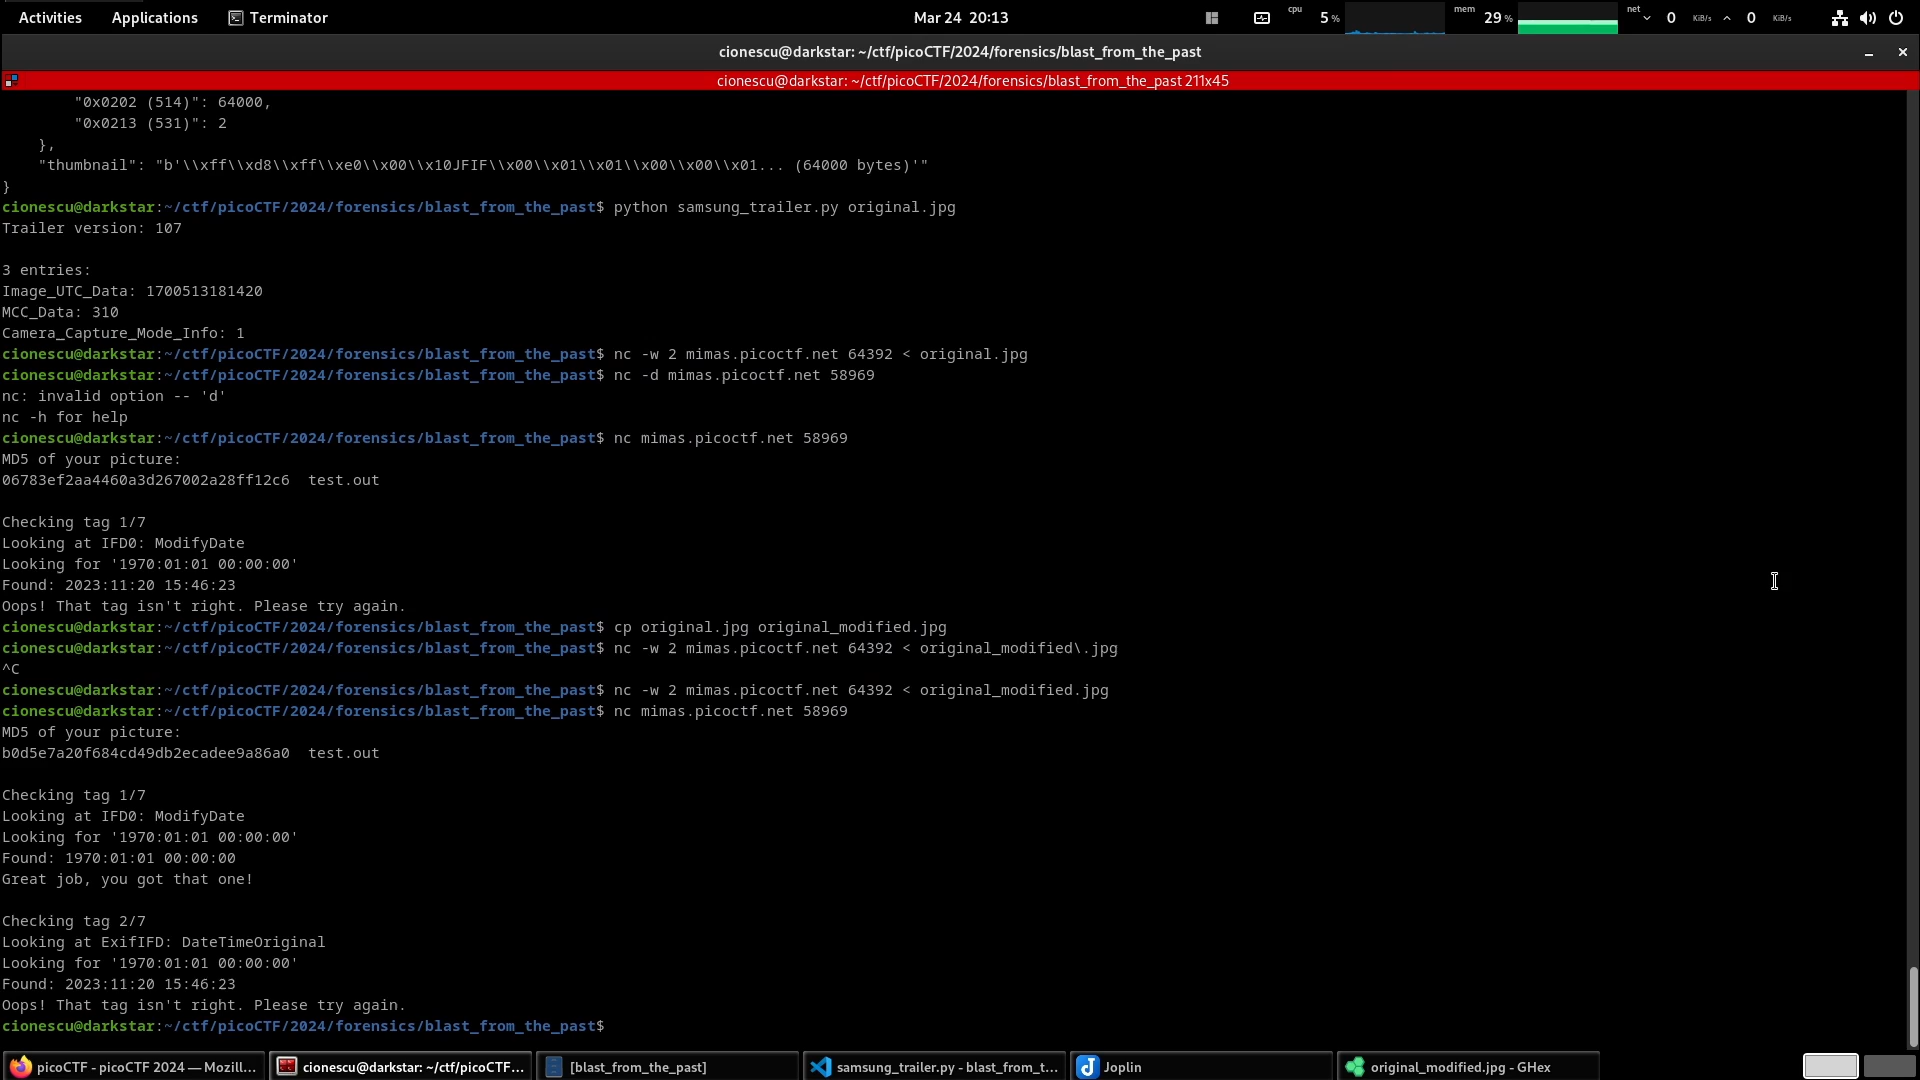 Activities Applications Terminator Mar 24 20:13 cpu 5 % mem 29 % net 0 KiB/s 0 KiB/s
cionescu@darkstar: ~/ctf/picoCTF/2024/forensics/blast_from_the_past
cionescu@darkstar: ~/ctf/picoCTF/2024/forensics/blast_from_the_past 211x45
        "0x0202 (514)": 64000,
        "0x0213 (531)": 2
    },
    "thumbnail": "b'\\xff\\xd8\\xff\\xe0\\x00\\x10JFIF\\x00\\x01\\x01\\x00\\x00\\x01... (64000 bytes)'"
}
cionescu@darkstar:~/ctf/picoCTF/2024/forensics/blast_from_the_past$ python samsung_trailer.py original.jpg
Trailer version: 107
3 entries:
Image_UTC_Data: 1700513181420
MCC_Data: 310
Camera_Capture_Mode_Info: 1
cionescu@darkstar:~/ctf/picoCTF/2024/forensics/blast_from_the_past$ nc -w 2 mimas.picoctf.net 64392 < original.jpg
cionescu@darkstar:~/ctf/picoCTF/2024/forensics/blast_from_the_past$ nc -d mimas.picoctf.net 58969
nc: invalid option -- 'd'
nc -h for help
cionescu@darkstar:~/ctf/picoCTF/2024/forensics/blast_from_the_past$ nc mimas.picoctf.net 58969
MD5 of your picture:
06783ef2aa4460a3d267002a28ff12c6  test.out
Checking tag 1/7
Looking at IFD0: ModifyDate
Looking for '1970:01:01 00:00:00'
Found: 2023:11:20 15:46:23
Oops! That tag isn't right. Please try again.
cionescu@darkstar:~/ctf/picoCTF/2024/forensics/blast_from_the_past$ cp original.jpg original_modified.jpg
cionescu@darkstar:~/ctf/picoCTF/2024/forensics/blast_from_the_past$ nc -w 2 mimas.picoctf.net 64392 < original_modified\.jpg
^C
cionescu@darkstar:~/ctf/picoCTF/2024/forensics/blast_from_the_past$ nc -w 2 mimas.picoctf.net 64392 < original_modified.jpg
cionescu@darkstar:~/ctf/picoCTF/2024/forensics/blast_from_the_past$ nc mimas.picoctf.net 58969
MD5 of your picture:
b0d5e7a20f684cd49db2ecadee9a86a0  test.out
Checking tag 1/7
Looking at IFD0: ModifyDate
Looking for '1970:01:01 00:00:00'
Found: 1970:01:01 00:00:00
Great job, you got that one!
Checking tag 2/7
Looking at ExifIFD: DateTimeOriginal
Looking for '1970:01:01 00:00:00'
Found: 2023:11:20 15:46:23
Oops! That tag isn't right. Please try again.
cionescu@darkstar:~/ctf/picoCTF/2024/forensics/blast_from_the_past$
picoCTF - picoCTF 2024 — Mozill... cionescu@darkstar: ~/ctf/picoCTF... [blast_from_the_past] samsung_trailer.py - blast_from_t... Joplin original_modified.jpg - GHex